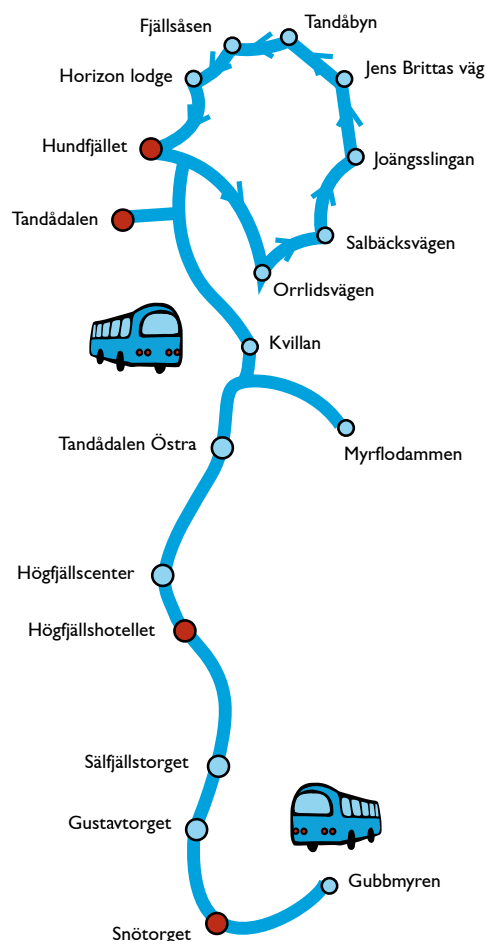 Fjällsåsen
Tandåbyn
Horizon lodge
Jens Brittas väg
Hundfjället
Joängsslingan
Tandådalen
Salbäcksvägen
Orrlidsvägen
Kvillan
Tandådalen Östra
Myrflodammen
Högfjällscenter
Högfjällshotellet
Sälfjällstorget
Gustavtorget
Gubbmyren
Snötorget